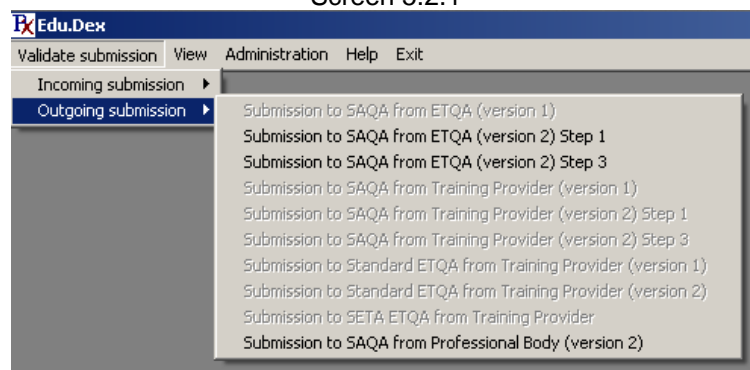 Edu.Dex
Validate submission View Administration Help Exit
Incoming submission
Outgoing submission
Submission to SAQA from ETQA (version 1)
Submission to SAQA from ETQA (version 2) Step 1
Submission to SAQA from ETQA (version 2) Step 3
Submission to SAQA from Training Provider (version 1)
Submission to SAQA from Training Provider (version 2) Step 1
Submission to SAQA from Training Provider (version 2) Step 3
Submission to Standard ETQA from Training Provider (version 1)
Submission to Standard ETQA from Training Provider (version 2)
Submission to SETA ETQA from Training Provider
Submission to SAQA from Professional Body (version 2)